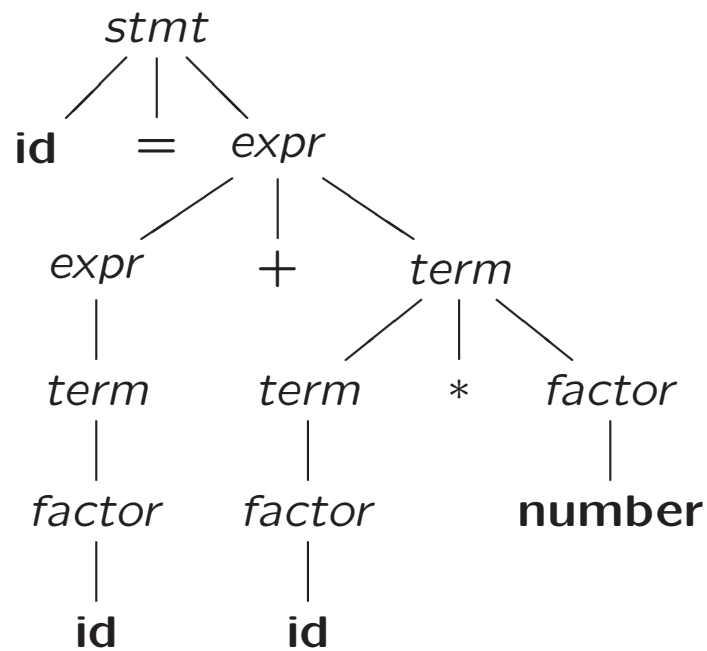 stmt
id = expr
expr + term
term term * factor
factor factor number
id id